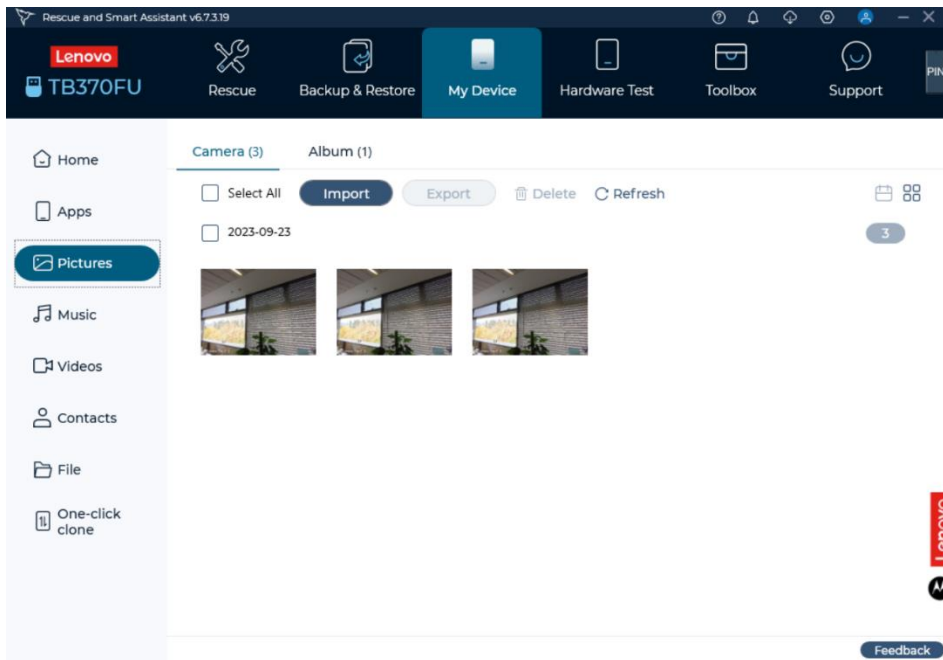 Rescue and Smart Assistant v6.7.3.19
Lenovo
TB370FU
Rescue
Backup & Restore
My Device
Hardware Test
Toolbox
Support
PIN
Home
Apps
Pictures
Music
Videos
Contacts
File
One-click
clone
Camera (3)
Album (1)
Select All
Import
Export
Delete
Refresh
2023-09-23
3
Lenovo
Feedback